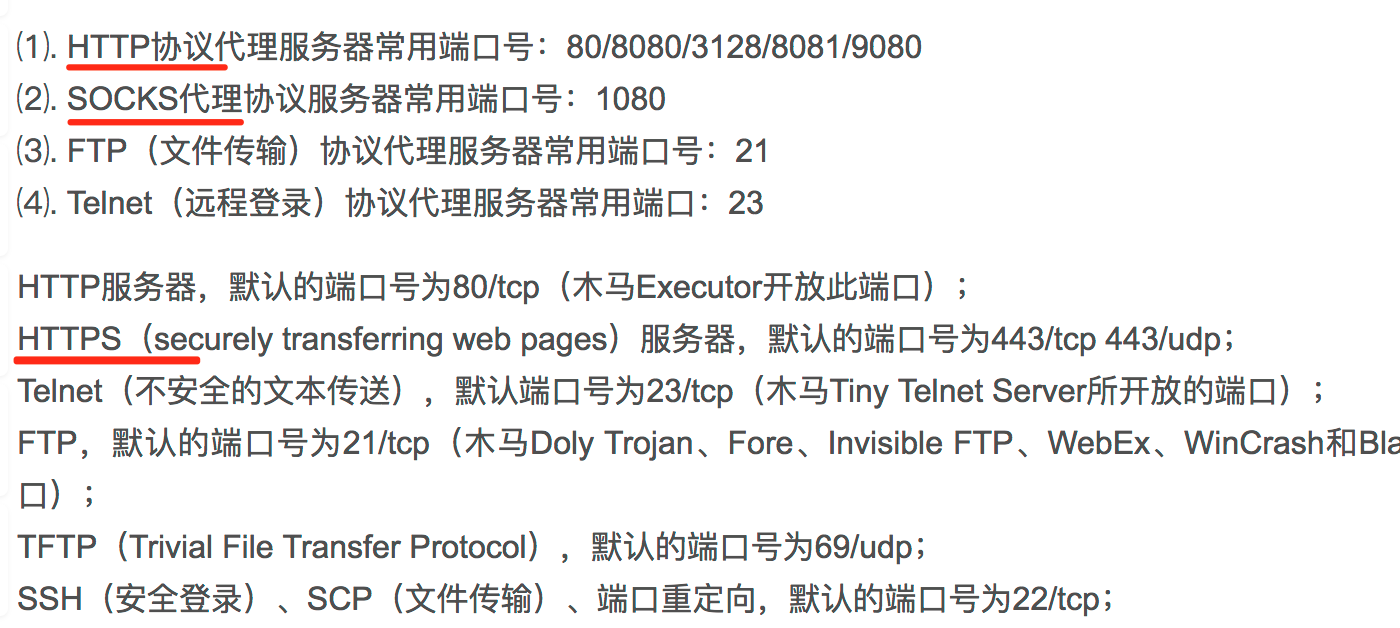 (1). HTTP协议代理服务器常用端口号：80/8080/3128/8081/9080
(2). SOCKS代理协议服务器常用端口号：1080
(3). FTP（文件传输）协议代理服务器常用端口号：21
(4). Telnet（远程登录）协议代理服务器常用端口：23
HTTP服务器，默认的端口号为80/tcp（木马Executor开放此端口）；
HTTPS（securely transferring web pages）服务器，默认的端口号为443/tcp 443/udp；
Telnet（不安全的文本传送），默认端口号为23/tcp（木马Tiny Telnet Server所开放的端口）；
FTP，默认的端口号为21/tcp（木马Doly Trojan、Fore、Invisible FTP、WebEx、WinCrash和Bla
口）；
TFTP（Trivial File Transfer Protocol），默认的端口号为69/udp；
SSH（安全登录）、SCP（文件传输）、端口重定向，默认的端口号为22/tcp；